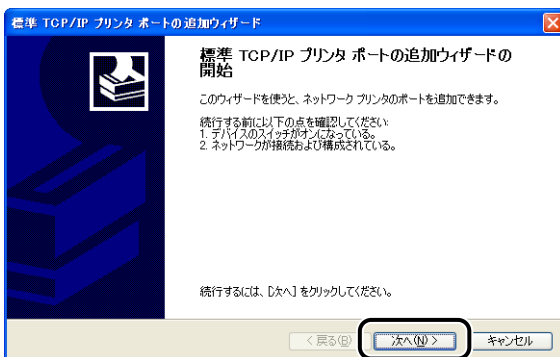 標準 TCP/IP プリンタ ポートの追加ウィザード
標準 TCP/IP プリンタ ポートの追加ウィザードの
開始
このウィザードを使うと、ネットワーク プリンタのポートを追加できます。
続行する前に以下の点を確認してください:
1. デバイスのスイッチがオンになっている。
2. ネットワークが接続および構成されている。
続行するには、[次へ] をクリックしてください。
< 戻る(B)
次へ(N) >
キャンセル